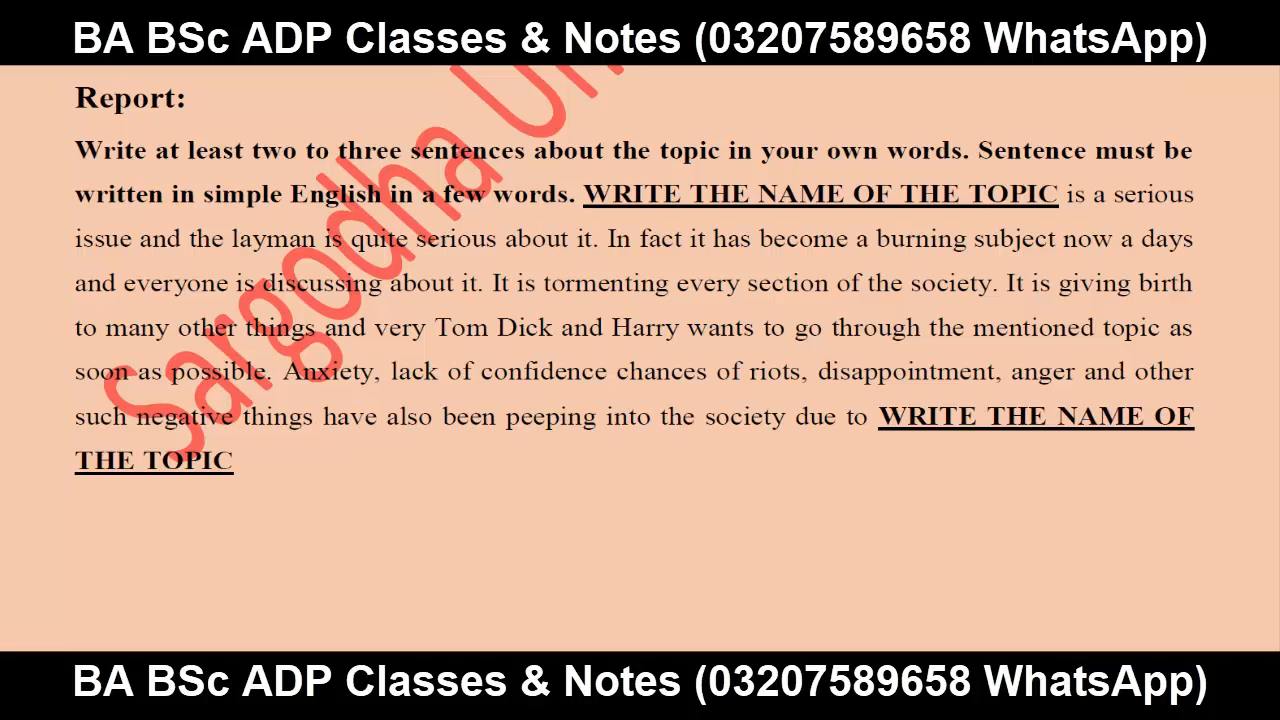 BA BSc ADP Classes & Notes (03207589658 WhatsApp)
Report:
Write at least two to three sentences about the topic in your own words. Sentence must be
written in simple English in a few words. WRITE THE NAME OF THE TOPIC is a serious
issue and the layman is quite serious about it. In fact it has become a burning subject now a days
and everyone is discussing about it. It is tormenting every section of the society. It is giving birth
to many other things and very Tom Dick and Harry wants to go through the mentioned topic as
soon as possible. Anxiety, lack of confidence chances of riots, disappointment, anger and other
such negative things have also been peeping into the society due to WRITE THE NAME OF
THE TOPIC
Sargodha
BA BSc ADP Classes & Notes (03207589658 WhatsApp)